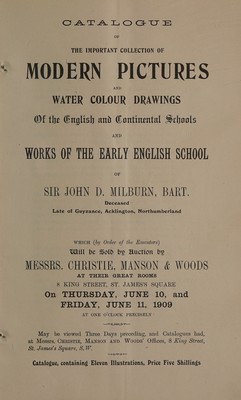 CATALOGUE
OF
THE IMPORTANT COLLECTION OF
MODERN PICTURES
AND
WATER COLOUR DRAWINGS
Of the English and Continental Schools
AND
WORKS OF THE EARLY ENGLISH SCHOOL
OF
SIR JOHN D. MILBURN, BART.
Deceased
Late of Guyzance, Acklington, Northumberland
WHICH (by Order of the Executors)
Will be Sold by Auction by
MESSRS. CHRISTIE, MANSON & WOODS
AT THEIR GREAT ROOMS
8 KING STREET, ST. JAMES'S SQUARE
On THURSDAY, JUNE 10, and
FRIDAY, JUNE 11, 1909
AT ONE O'CLOCK PRECISELY
May be viewed Three Days preceding, and Catalogues had,
at Messrs. CHRISTIE, MANSON AND WOODS' Offices, 8 King Street,
St. James's Square, S.W.
Catalogue, containing Eleven Illustrations, Price Five Shillings